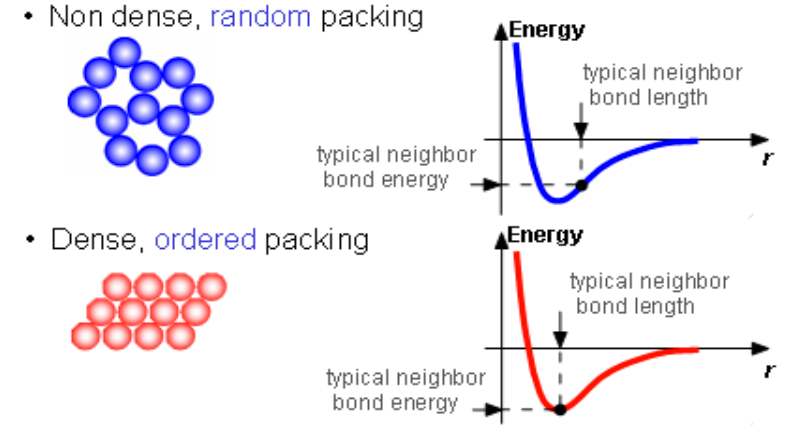 • Non dense, random packing
Energy
typical neighbor
bond length
typical neighbor
bond energy
r
• Dense, ordered packing
Energy
typical neighbor
bond length
typical neighbor
bond energy
r